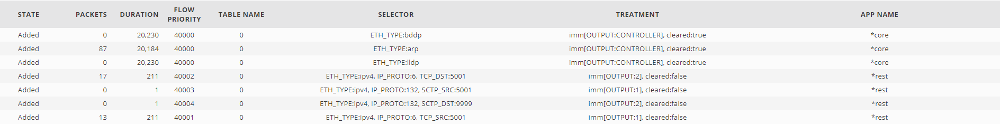 STATE PACKETS DURATION FLOW PRIORITY TABLE NAME SELECTOR TREATMENT APP NAME
Added 0 20,230 40000 0 ETH_TYPE:bddp imm[OUTPUT:CONTROLLER], cleared:true *core
Added 87 20,184 40000 0 ETH_TYPE:arp imm[OUTPUT:CONTROLLER], cleared:true *core
Added 0 20,230 40000 0 ETH_TYPE:lldp imm[OUTPUT:CONTROLLER], cleared:true *core
Added 17 211 40002 0 ETH_TYPE:ipv4, IP_PROTO:6, TCP_DST:5001 imm[OUTPUT:2], cleared:false *rest
Added 0 1 40003 0 ETH_TYPE:ipv4, IP_PROTO:132, SCTP_SRC:5001 imm[OUTPUT:1], cleared:false *rest
Added 0 1 40004 0 ETH_TYPE:ipv4, IP_PROTO:132, SCTP_DST:9999 imm[OUTPUT:2], cleared:false *rest
Added 13 211 40001 0 ETH_TYPE:ipv4, IP_PROTO:6, TCP_SRC:5001 imm[OUTPUT:1], cleared:false *rest